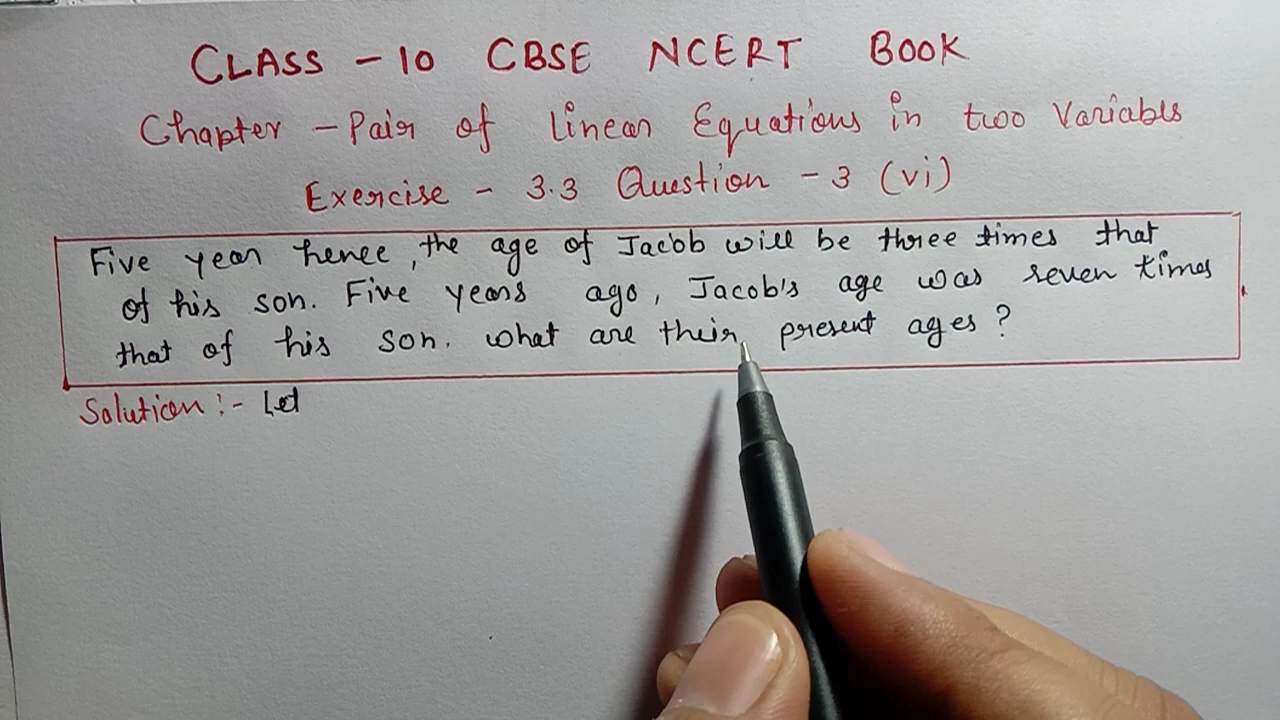 CLASS - 10 CBSE NCERT BOOK
Chapter - Pair of Linear Equations in two Variables
Exercise - 3.3 Question - 3 (vi)
Five year hence, the age of Jacob will be three times that
of his son. Five years ago, Jacob's age was seven times
that of his son. what are their present ages?
Solution :- Let